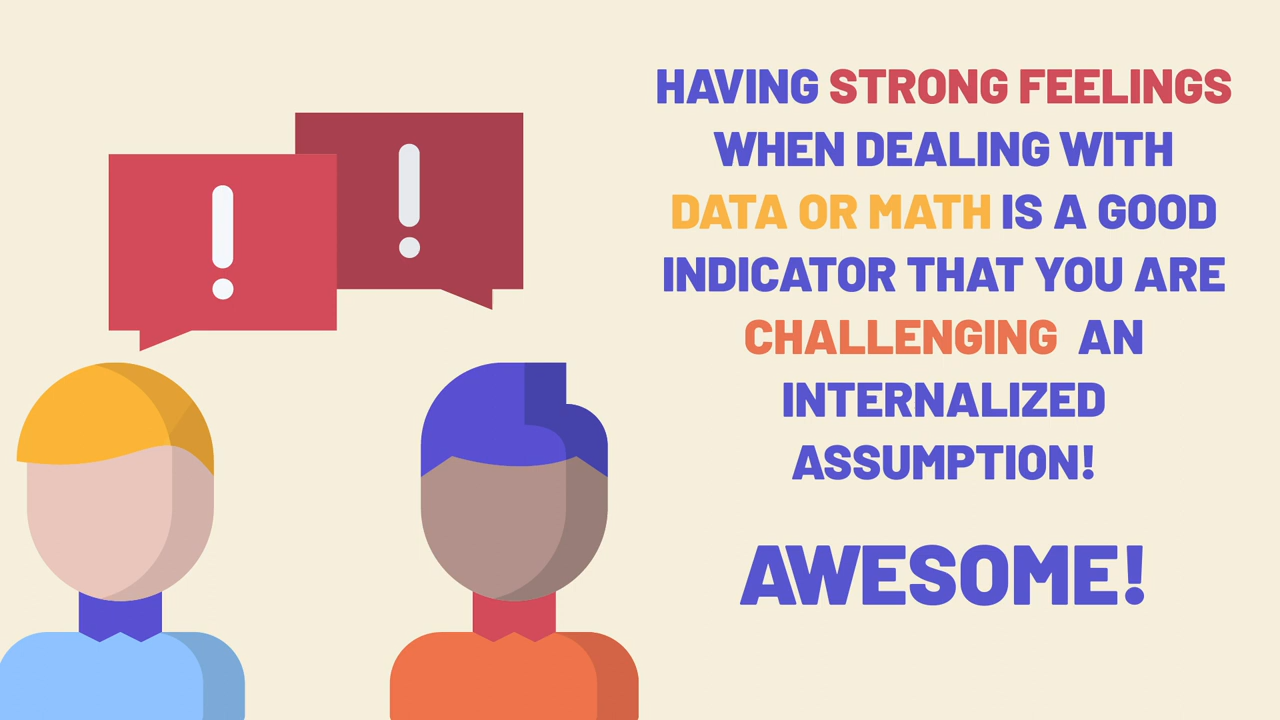 !
!
HAVING STRONG FEELINGS
WHEN DEALING WITH
DATA OR MATH IS A GOOD
INDICATOR THAT YOU ARE
CHALLENGING AN
INTERNALIZED
ASSUMPTION!
AWESOME!